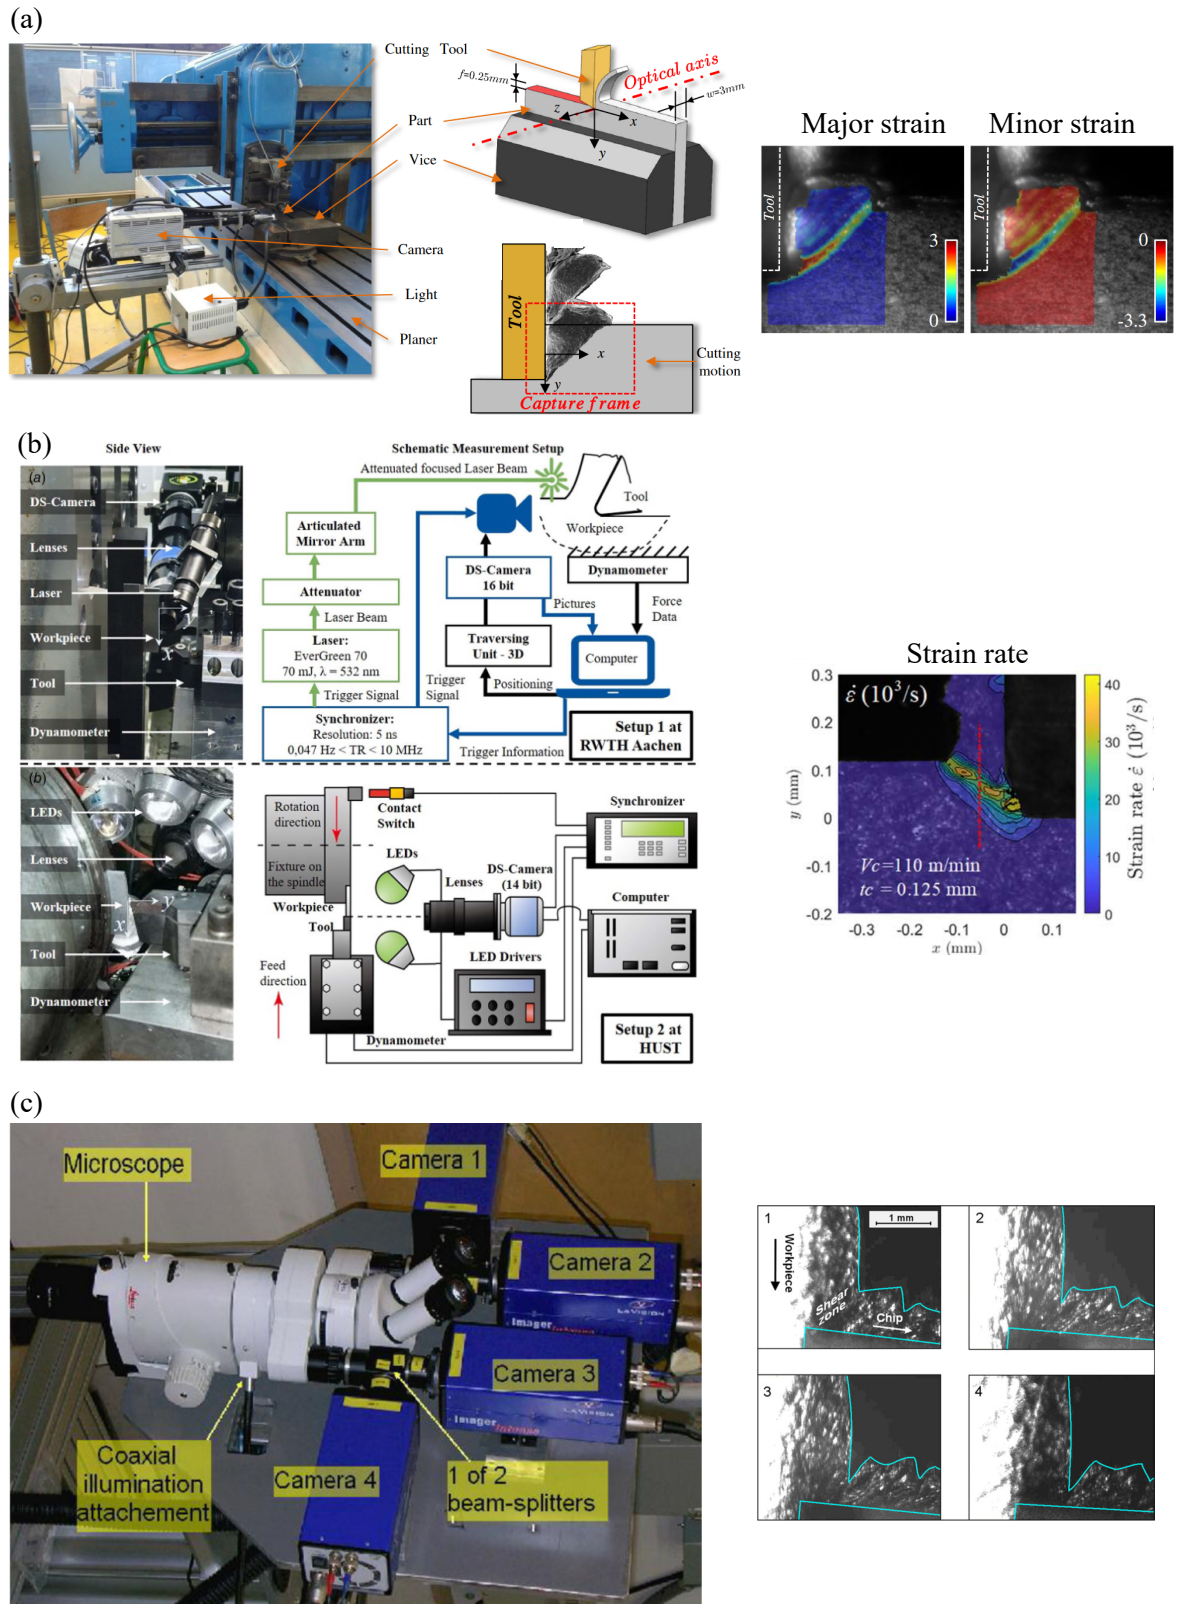 (a)
Cutting Tool
Part
Vice
Camera
Light
Planer
f=0.25mm
Optical axis
w=3mm
z
x
y
Tool
x
y
Cutting
motion
Capture frame
Major strain
Minor strain
Tool
3
0
Tool
0
-3.3
(b)
Side View
(a)
DS-Camera
Lenses
Laser
Workpiece
x
Tool
Dynamometer
Schematic Measurement Setup
Attenuated focused Laser Beam
Articulated
Mirror Arm
Attenuator
Laser Beam
Laser:
EverGreen 70
70 mJ, λ = 532 nm
Trigger Signal
Synchronizer:
Resolution: 5 ns
0,047 Hz < TR < 10 MHz
Tool
Workpiece
DS-Camera
16 bit
Dynamometer
Pictures
Force
Data
Traversing
Unit - 3D
Computer
Trigger
Signal
Positioning
Trigger Information
Setup 1 at
RWTH Aachen
(b)
LEDs
Lenses
Workpiece
y
x
Tool
Dynamometer
Rotation
direction
Fixture on
the spindle
Workpiece
Tool
Feed
direction
Contact
Switch
LEDs
Lenses
DS-Camera
(14 bit)
LED Drivers
Dynamometer
Synchronizer
Computer
Setup 2 at
HUST
Strain rate
ε̇ (10³/s)
0.3
0.2
0.1
0
-0.1
-0.2
y (mm)
Vc=110 m/min
tc = 0.125 mm
-0.3 -0.2 -0.1 0 0.1
x (mm)
40
30
20
10
0
Strain rate ε̇ (10³/s)
(c)
Microscope
Camera 1
Camera 2
LAVISION
Imager
intense
Camera 3
LAVISION
Imager
intense
Coaxial
illumination
attachement
Camera 4
1 of 2
beam-splitters
1
1 mm
Workpiece
Shear
zone
Chip
2
3
4